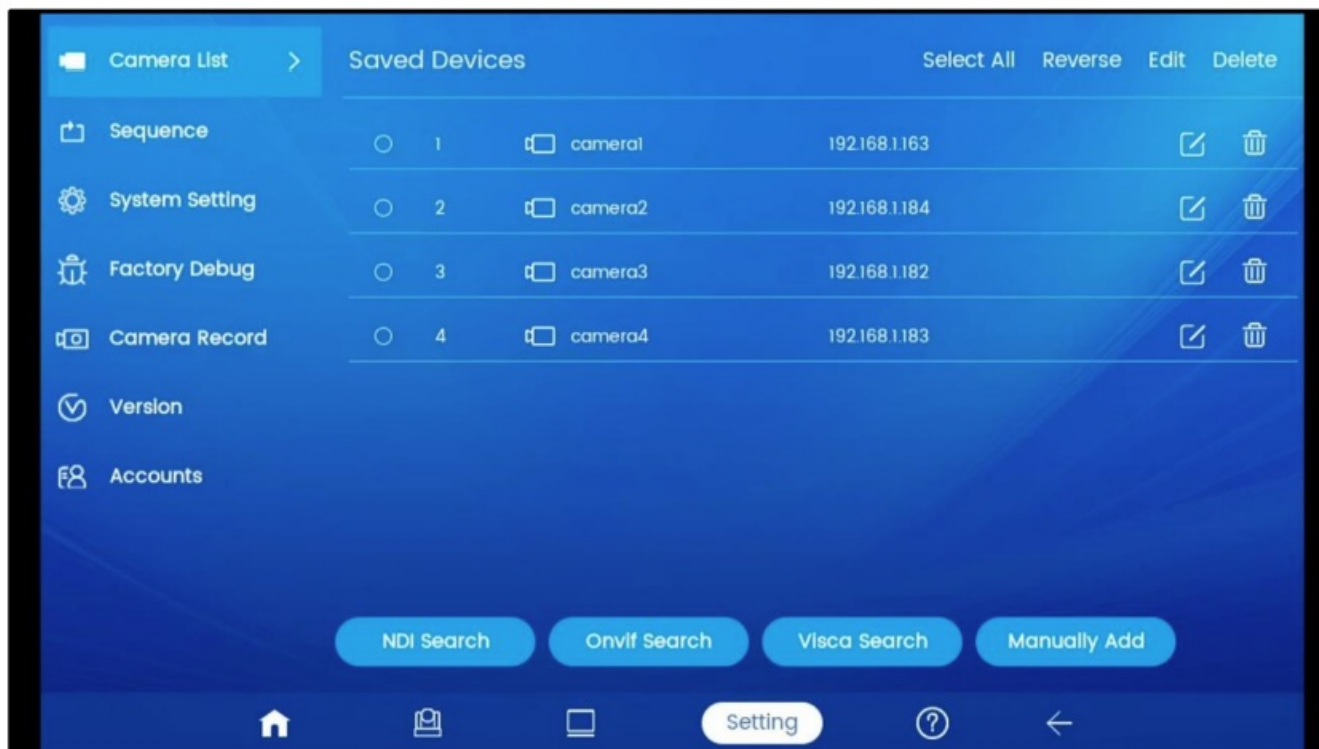 Camera List
Saved Devices
Select All Reverse Edit Delete
Sequence
1 camera1 192.168.1.163
System Setting
2 camera2 192.168.1.184
Factory Debug
3 camera3 192.168.1.182
Camera Record
4 camera4 192.168.1.183
Version
Accounts
NDI Search Onvif Search Visca Search Manually Add
Setting